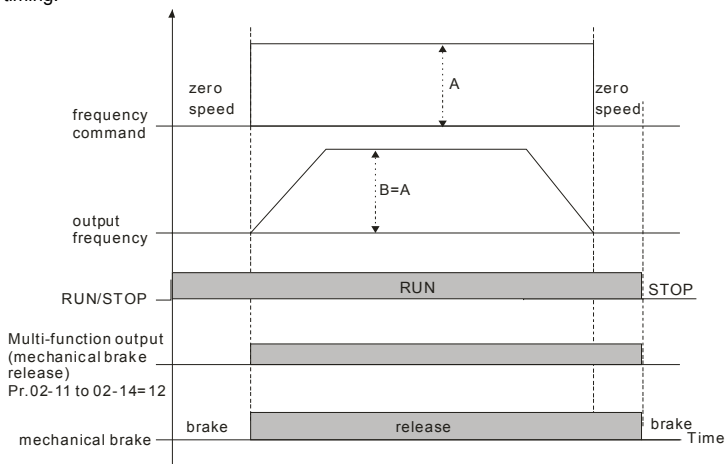 timing.
zero
speed
A
zero
speed
frequency
command
B=A
output
frequency
RUN/STOP
RUN
STOP
Multi-function output
(mechanical brake
release)
Pr.02-11 to 02-14=12
mechanical brake
brake
release
brake
Time